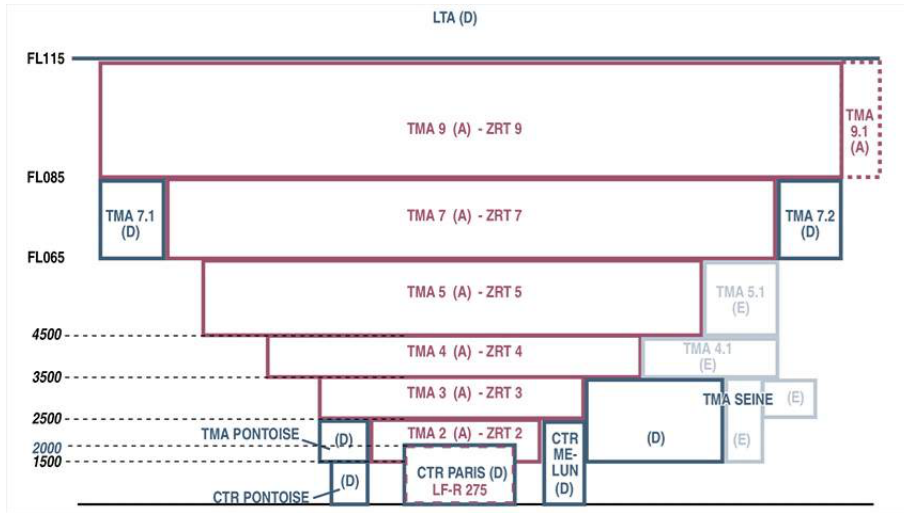 LTA (D)
FL115
TMA 9 (A) - ZRT 9
TMA
9.1
(A)
FL085
TMA 7.1
(D)
TMA 7 (A) - ZRT 7
TMA 7.2
(D)
FL065
TMA 5 (A) - ZRT 5
TMA 5.1
(E)
4500
TMA 4 (A) - ZRT 4
TMA 4.1
(E)
3500
TMA 3 (A) - ZRT 3
TMA SEINE
(E)
2500
TMA PONTOISE
(D)
TMA 2 (A) - ZRT 2
CTR
ME-
LUN
(D)
(D)
(E)
2000
1500
CTR PARIS (D)
LF-R 275
CTR PONTOISE
(D)